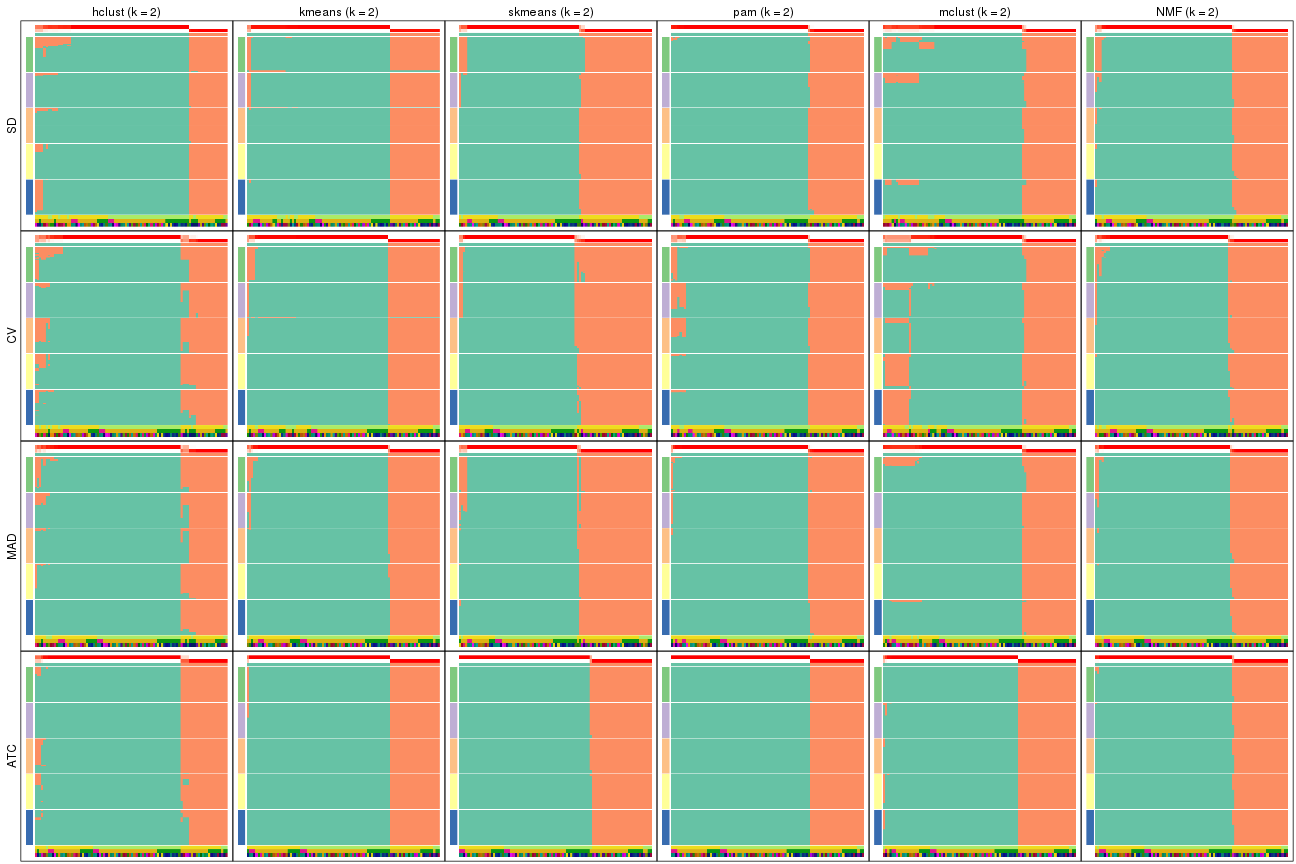 hclust (k = 2)
kmeans (k = 2)
skmeans (k = 2)
pam (k = 2)
mclust (k = 2)
NMF (k = 2)
SD
CV
MAD
ATC